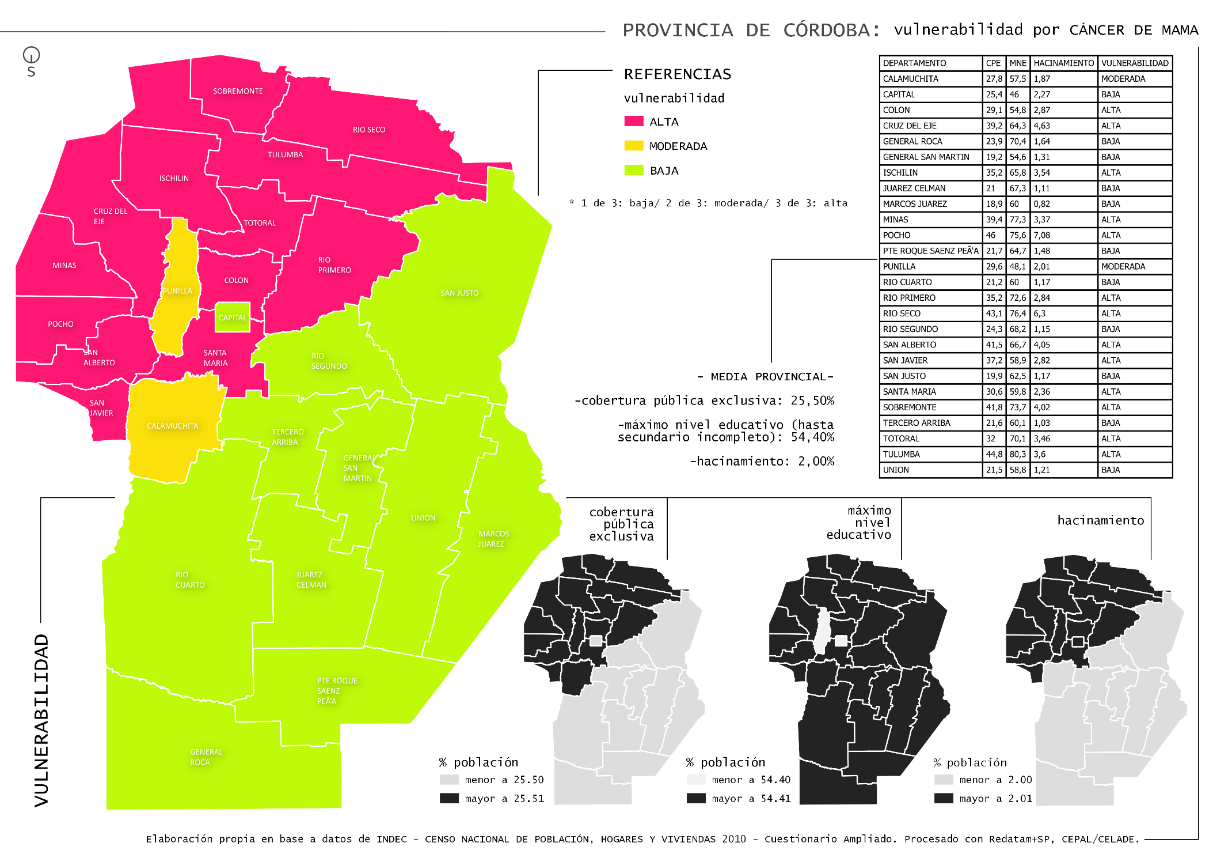 PROVINCIA DE CÓRDOBA: vulnerabilidad por CÁNCER DE MAMA
S
REFERENCIAS
vulnerabilidad
ALTA
MODERADA
BAJA
* 1 de 3: baja/ 2 de 3: moderada/ 3 de 3: alta
DEPARTAMENTO CPE MNE HACINAMIENTO VULNERABILIDAD
CALAMUCHITA 27,8 57,5 1,87 MODERADA
CAPITAL 25,4 46 2,27 BAJA
COLON 29,1 54,8 2,87 ALTA
CRUZ DEL EJE 39,2 64,3 4,63 ALTA
GENERAL ROCA 23,9 70,4 1,64 BAJA
GENERAL SAN MARTIN 19,2 54,6 1,31 BAJA
ISCHILIN 35,2 65,8 3,54 ALTA
JUAREZ CELMAN 21 67,3 1,11 BAJA
MARCOS JUAREZ 18,9 60 0,82 BAJA
MINAS 39,4 77,3 3,37 ALTA
POCHO 46 75,6 7,08 ALTA
PTE ROQUE SAENZ PEÃ'A 21,7 64,7 1,48 BAJA
PUNILLA 29,6 48,1 2,01 MODERADA
RIO CUARTO 21,2 60 1,17 BAJA
RIO PRIMERO 35,2 72,6 2,84 ALTA
RIO SECO 43,1 76,4 6,3 ALTA
RIO SEGUNDO 24,3 68,2 1,15 BAJA
SAN ALBERTO 41,5 66,7 4,05 ALTA
SAN JAVIER 37,2 58,9 2,82 ALTA
SAN JUSTO 19,9 62,5 1,17 BAJA
SANTA MARIA 30,6 59,8 2,36 ALTA
SOBREMONTE 41,8 73,7 4,02 ALTA
TERCERO ARRIBA 21,6 60,1 1,03 BAJA
TOTORAL 32 70,1 3,46 ALTA
TULUMBA 44,8 80,3 3,6 ALTA
UNION 21,5 58,8 1,21 BAJA
- MEDIA PROVINCIAL-
-cobertura pública exclusiva: 25,50%
-máximo nivel educativo (hasta
secundario incompleto): 54,40%
-hacinamiento: 2,00%
SOBREMONTE
RIO SECO
TULUMBA
ISCHILIN
CRUZ DEL
EJE
TOTORAL
MINAS
RIO
PRIMERO
COLON
PUNILLA
SAN JUSTO
CAPITAL
POCHO
SAN
ALBERTO
SANTA
MARIA
RIO
SEGUNDO
SAN
JAVIER
CALAMUCHITA
TERCERO
ARRIBA
GENERAL
SAN
MARTIN
UNION
MARCOS
JUAREZ
RIO
CUARTO
JUAREZ
CELMAN
PTE ROQUE
SAENZ
PEÃA
GENERAL
ROCA
VULNERABILIDAD
cobertura
pública
exclusiva
máximo
nivel
educativo
hacinamiento
% población
menor a 25.50
mayor a 25.51
% población
menor a 54.40
mayor a 54.41
% población
menor a 2.00
mayor a 2.01
Elaboración propia en base a datos de INDEC - CENSO NACIONAL DE POBLACIÓN, HOGARES Y VIVIENDAS 2010 - Cuestionario Ampliado. Procesado con Redatam+SP, CEPAL/CELADE.